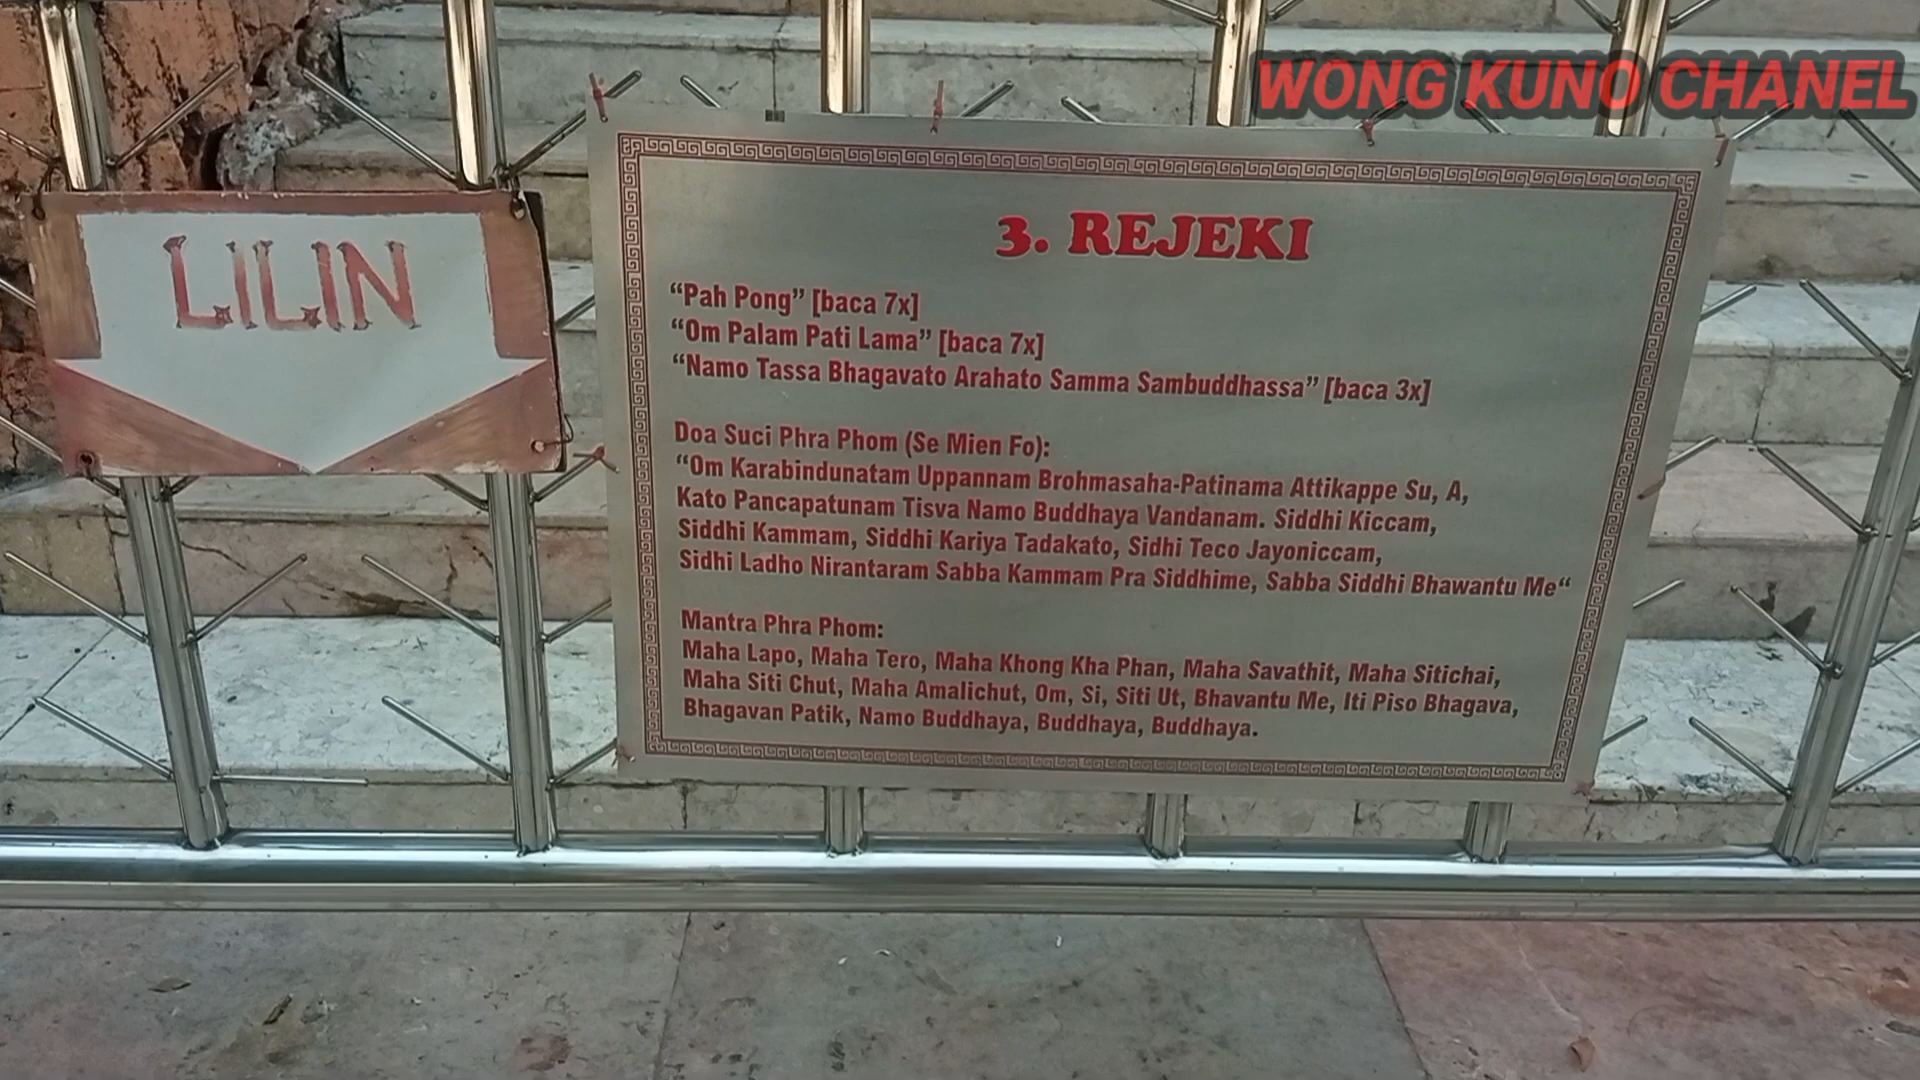 WONG KUNO CHANEL
LILIN
3. REJEKI
“Pah Pong” [baca 7x]
“Om Palam Pati Lama” [baca 7x]
“Namo Tassa Bhagavato Arahato Samma Sambuddhassa” [baca 3x]
Doa Suci Phra Phom (Se Mien Fo):
“Om Karabindunatam Uppannam Brohmasaha-Patinama Attikappe Su, A,
Kato Pancapatunam Tisva Namo Buddhaya Vandanam. Siddhi Kiccam,
Siddhi Kammam, Siddhi Kariya Tadakato, Sidhi Teco Jayoniccam,
Sidhi Ladho Nirantaram Sabba Kammam Pra Siddhime, Sabba Siddhi Bhawantu Me“
Mantra Phra Phom:
Maha Lapo, Maha Tero, Maha Khong Kha Phan, Maha Savathit, Maha Sitichai,
Maha Siti Chut, Maha Amalichut, Om, Si, Siti Ut, Bhavantu Me, Iti Piso Bhagava,
Bhagavan Patik, Namo Buddhaya, Buddhaya, Buddhaya.